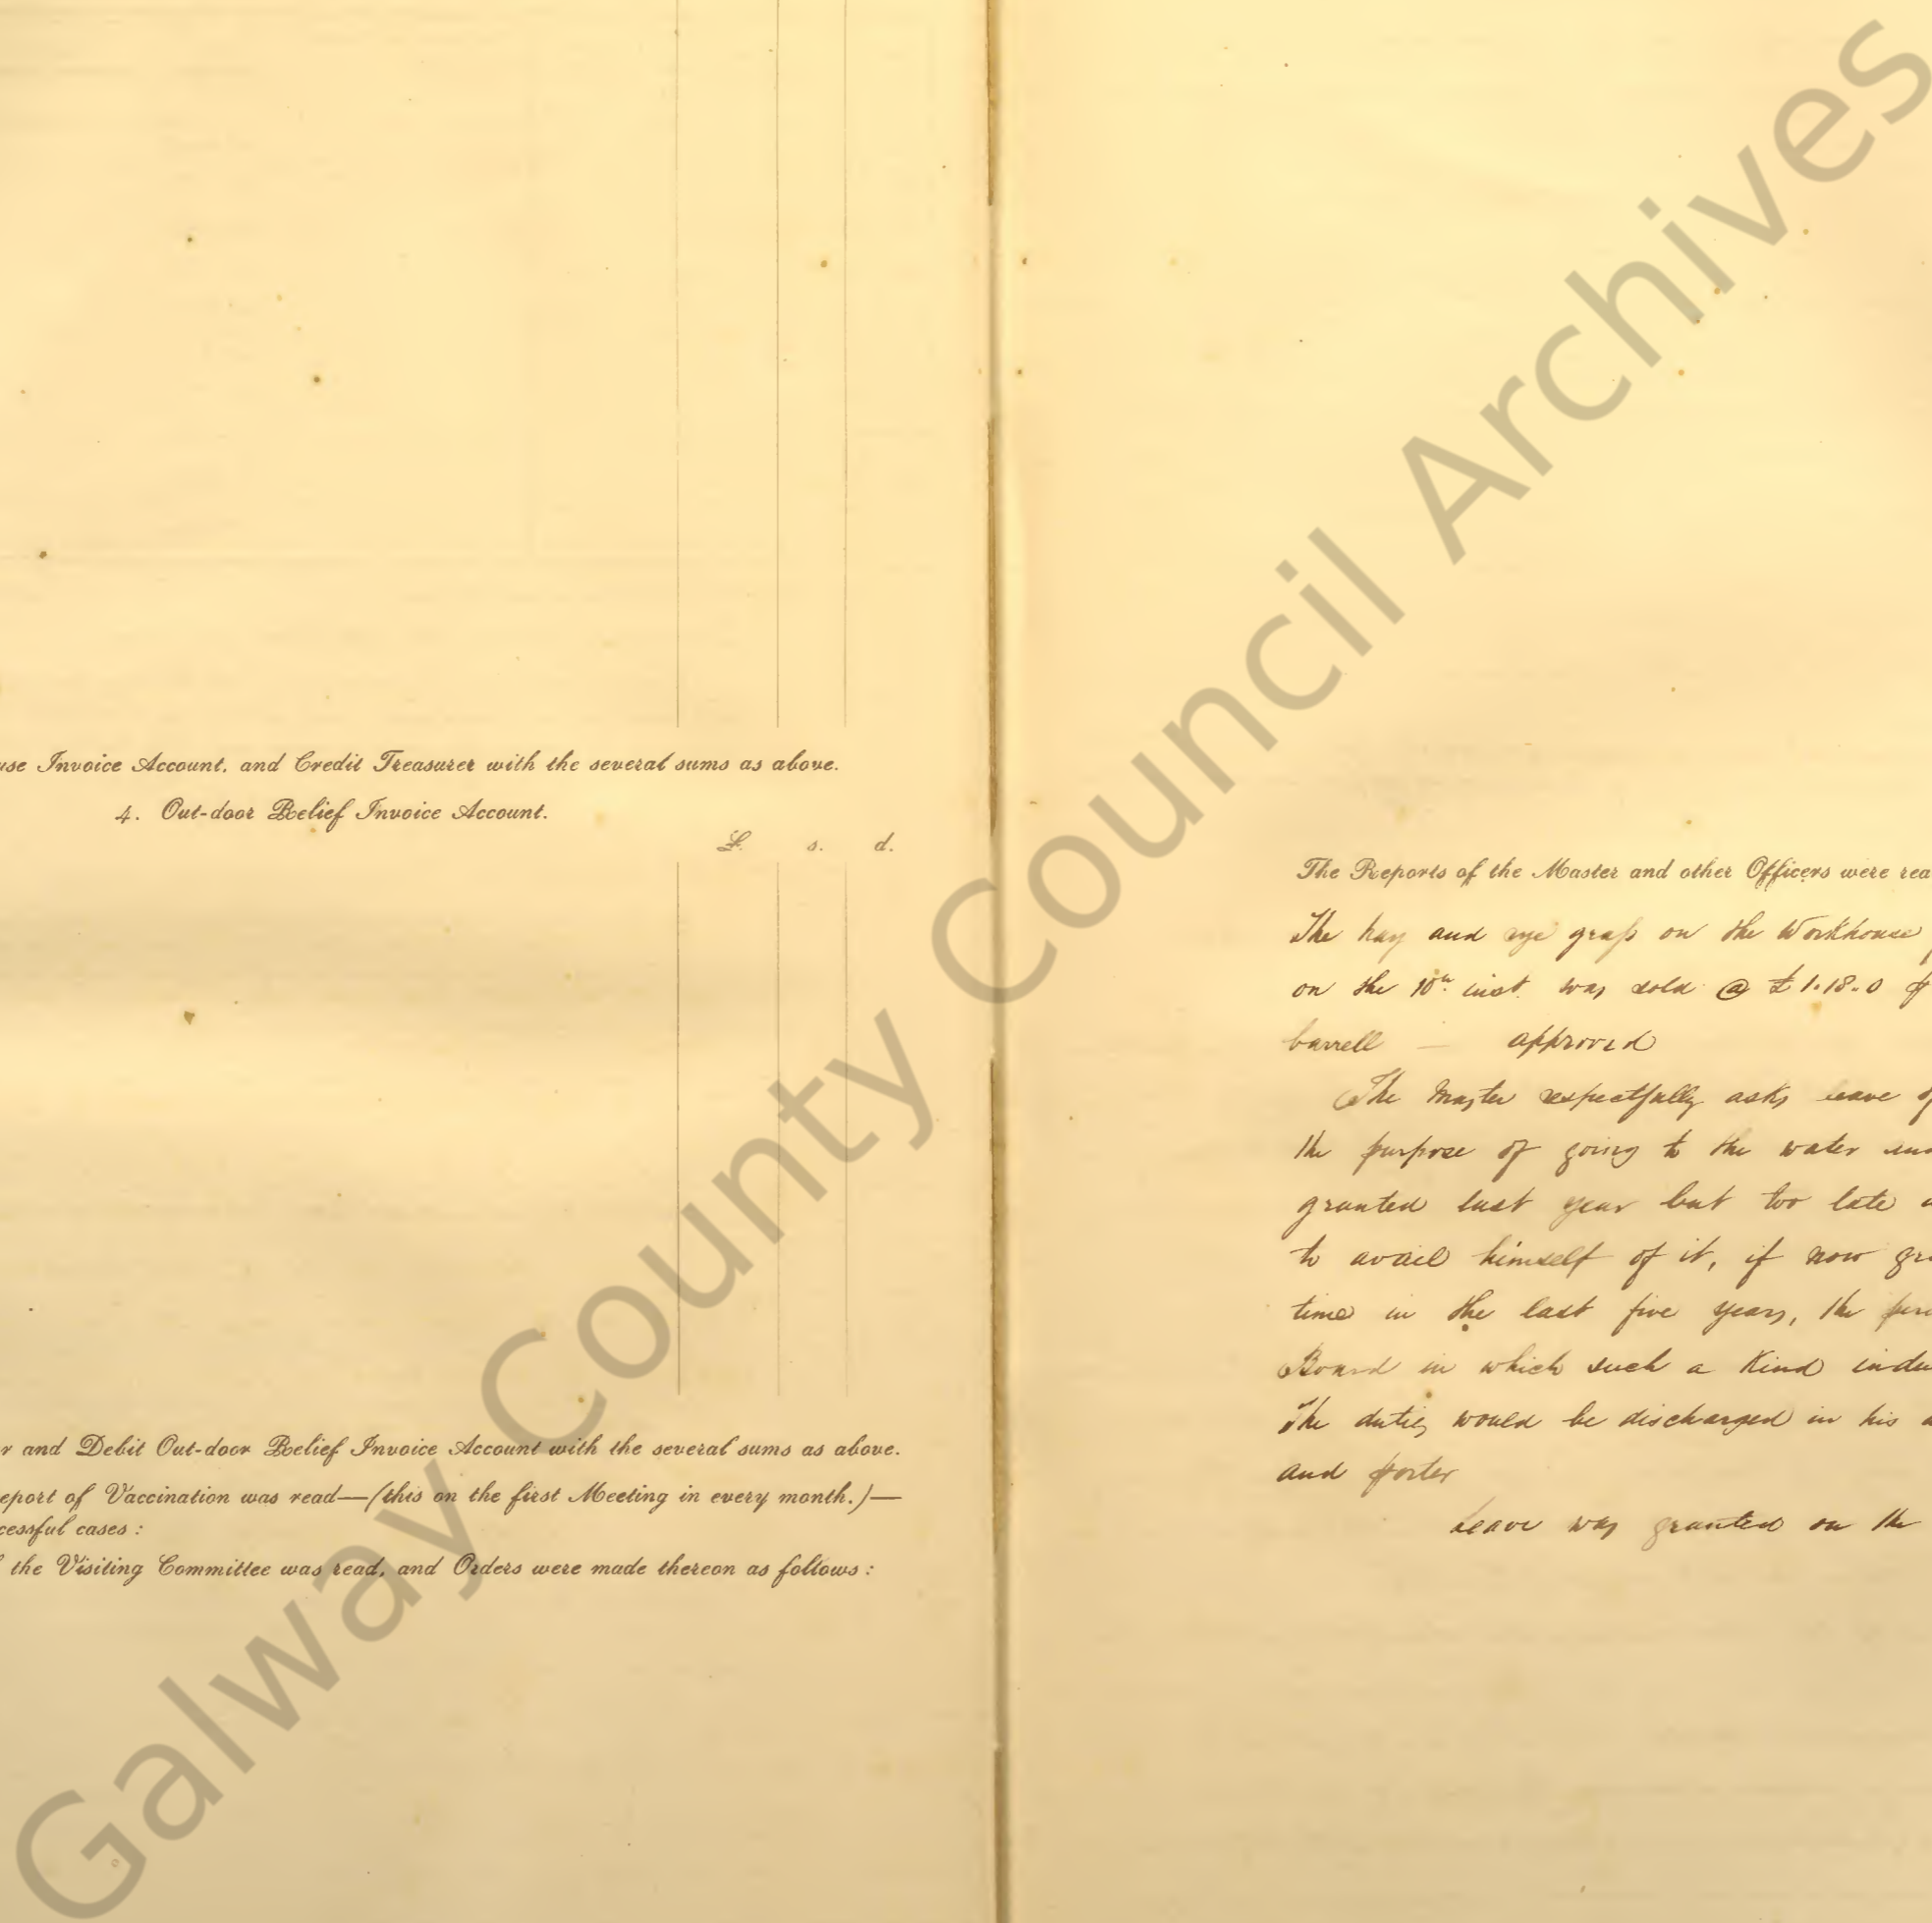 use Invoice Account, and Credit Treasurer with the several sums as above.
4. Out-door Relief Invoice Account.
£. s. d.
r and Debit Out-door Relief Invoice Account with the several sums as above.
eport of Vaccination was read—(this on the first Meeting in every month.)—
cessful cases :
the Visiting Committee was read, and Orders were made thereon as follows :
The Reports of the Master and other Officers were rea
The hay and rye grass on the Workhouse
on the 10th inst. was sold @ £1.18.0 p
barrell — approved
The Master respectfully asks leave of
the purpose of going to the water
granted last year but too late a
to avail himself of it, if now gra
time in the last five years, the
Board in which such a Kind indu
The duties would be discharged in his a
and porter
Leave was granted on the
Galway County Council Archives